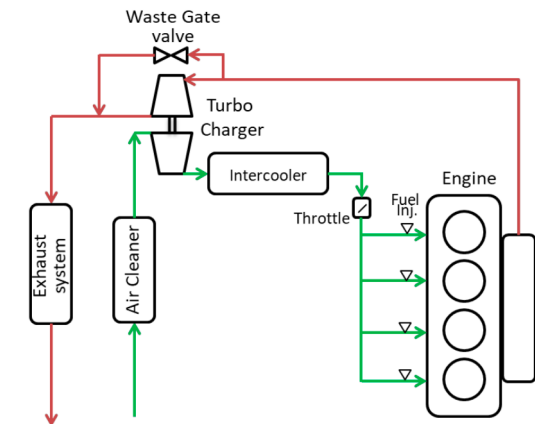 Waste Gate
valve
Turbo
Charger
Intercooler
Throttle
Fuel
Inj.
Engine
Exhaust
system
Air Cleaner